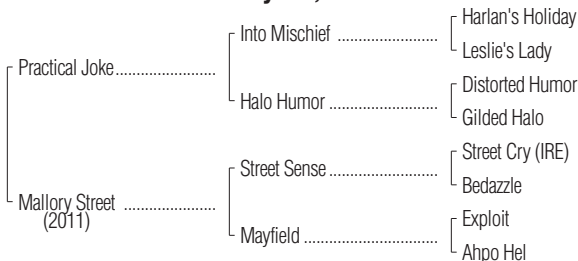 Harlan's Holiday
Into Mischief ........................
Leslie's Lady
Practical Joke.......................
Distorted Humor
Halo Humor ..........................
Gilded Halo
Street Cry (IRE)
Street Sense .........................
Bedazzle
Mallory Street .....................
(2011)
Exploit
Mayfield ................................
Ahpo Hel